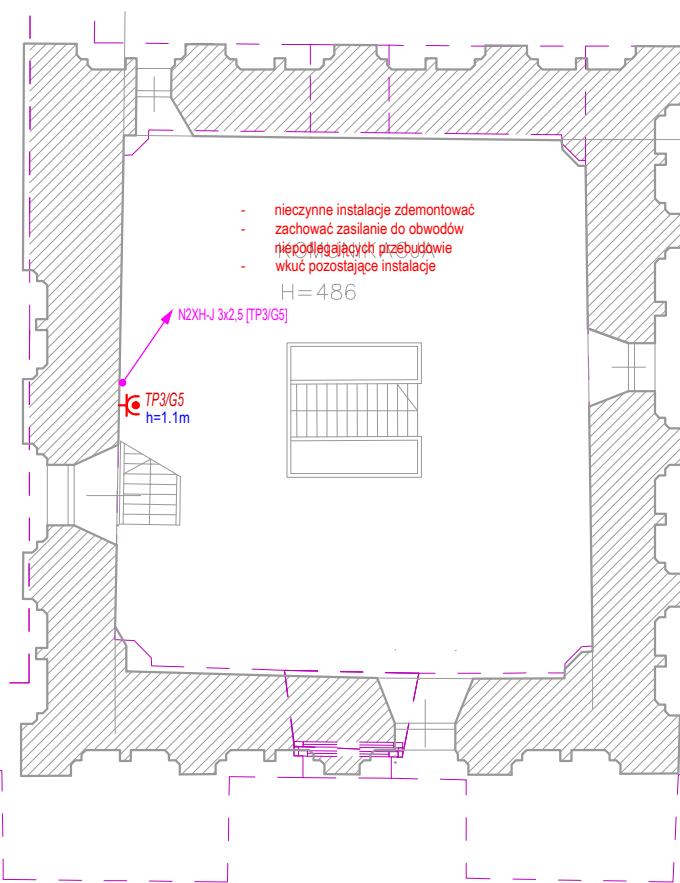 - nieczynne instalacje zdemontować
- zachować zasilanie do obwodów
niepodlegających przebudowie
- wkuć pozostające instalacje
KOMUNIKACJA
H=486
N2XH-J 3x2,5 [TP3/G5]
TP3/G5
h=1.1m